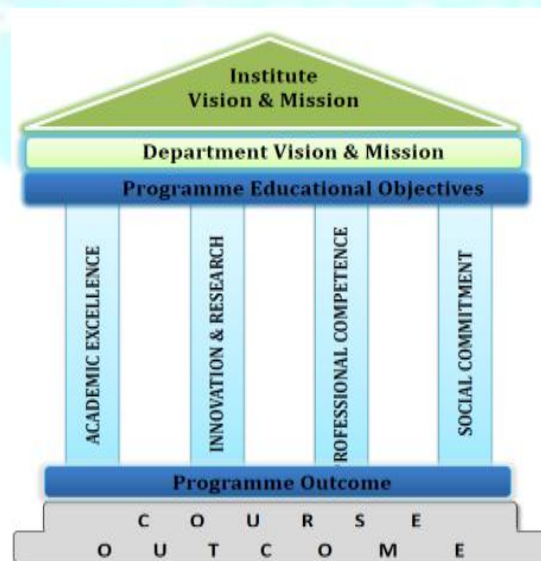 Institute
Vision & Mission
Department Vision & Mission
Programme Educational Objectives
ACADEMIC EXCELLENCE
INNOVATION & RESEARCH
PROFESSIONAL COMPETENCE
SOCIAL COMMITMENT
Programme Outcome
C O U R S E
O U T C O M E